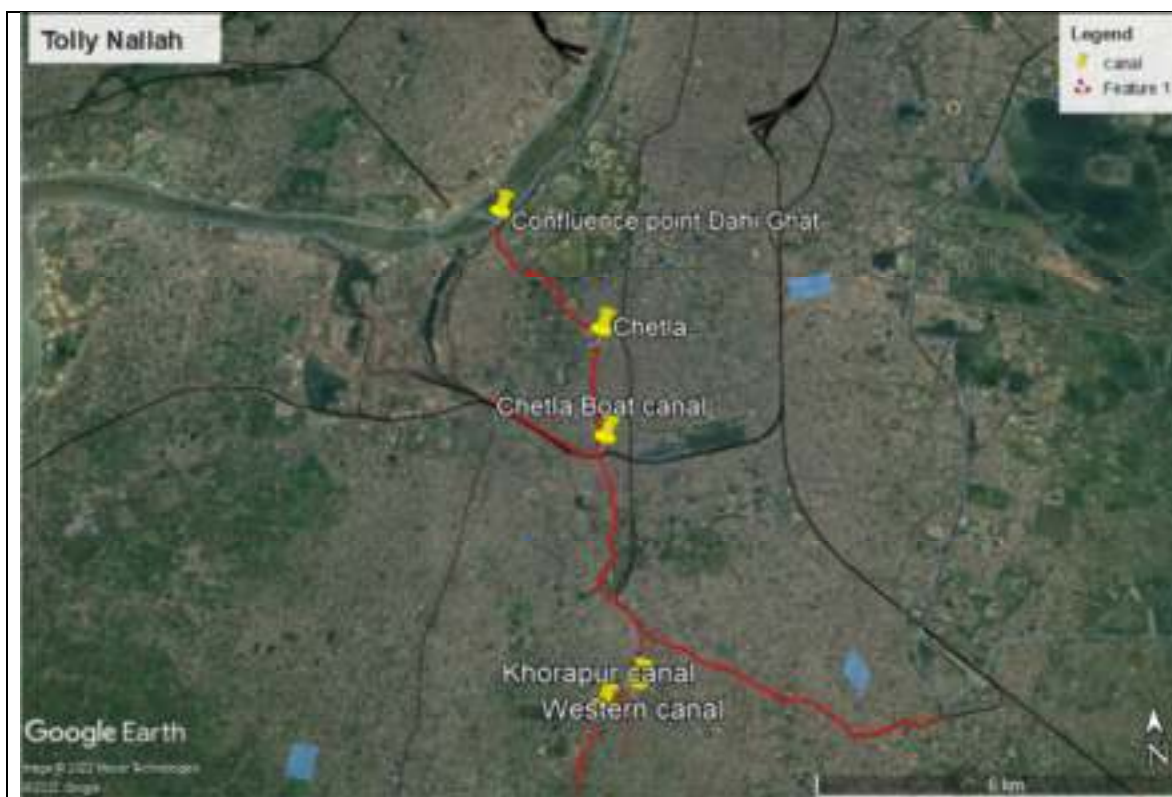 Tolly Nallah
Legend
canal
Feature 1
Confluence point Dahi Ghat
Chetla
Chetla Boat canal
Khorapur canal
Western canal
Google Earth
6 km
N